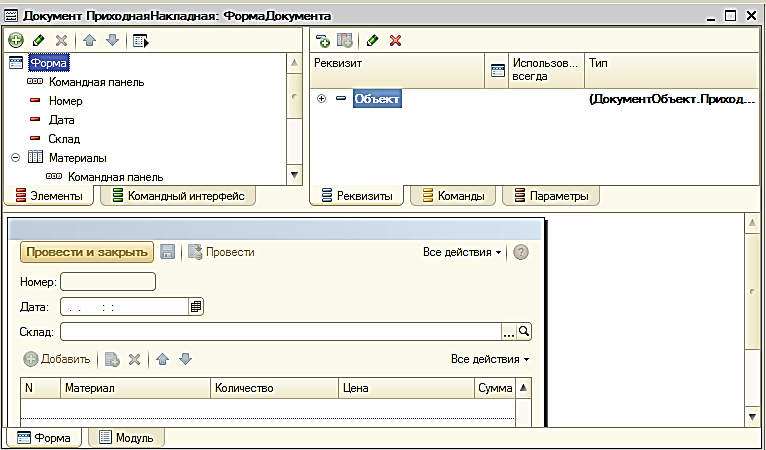 Документ ПриходнаяНакладная: ФормаДокумента
Форма
Командная панель
Номер
Дата
Склад
Материалы
Командная панель
Элементы
Командный интерфейс
Реквизит
Использов... всегда
Тип
Объект
(ДокументОбъект.Приход...
Реквизиты
Команды
Параметры
Провести и закрыть
Провести
Все действия
Номер:
Дата:
. . : :
Склад:
...
Добавить
Все действия
N
Материал
Количество
Цена
Сумма
Форма
Модуль